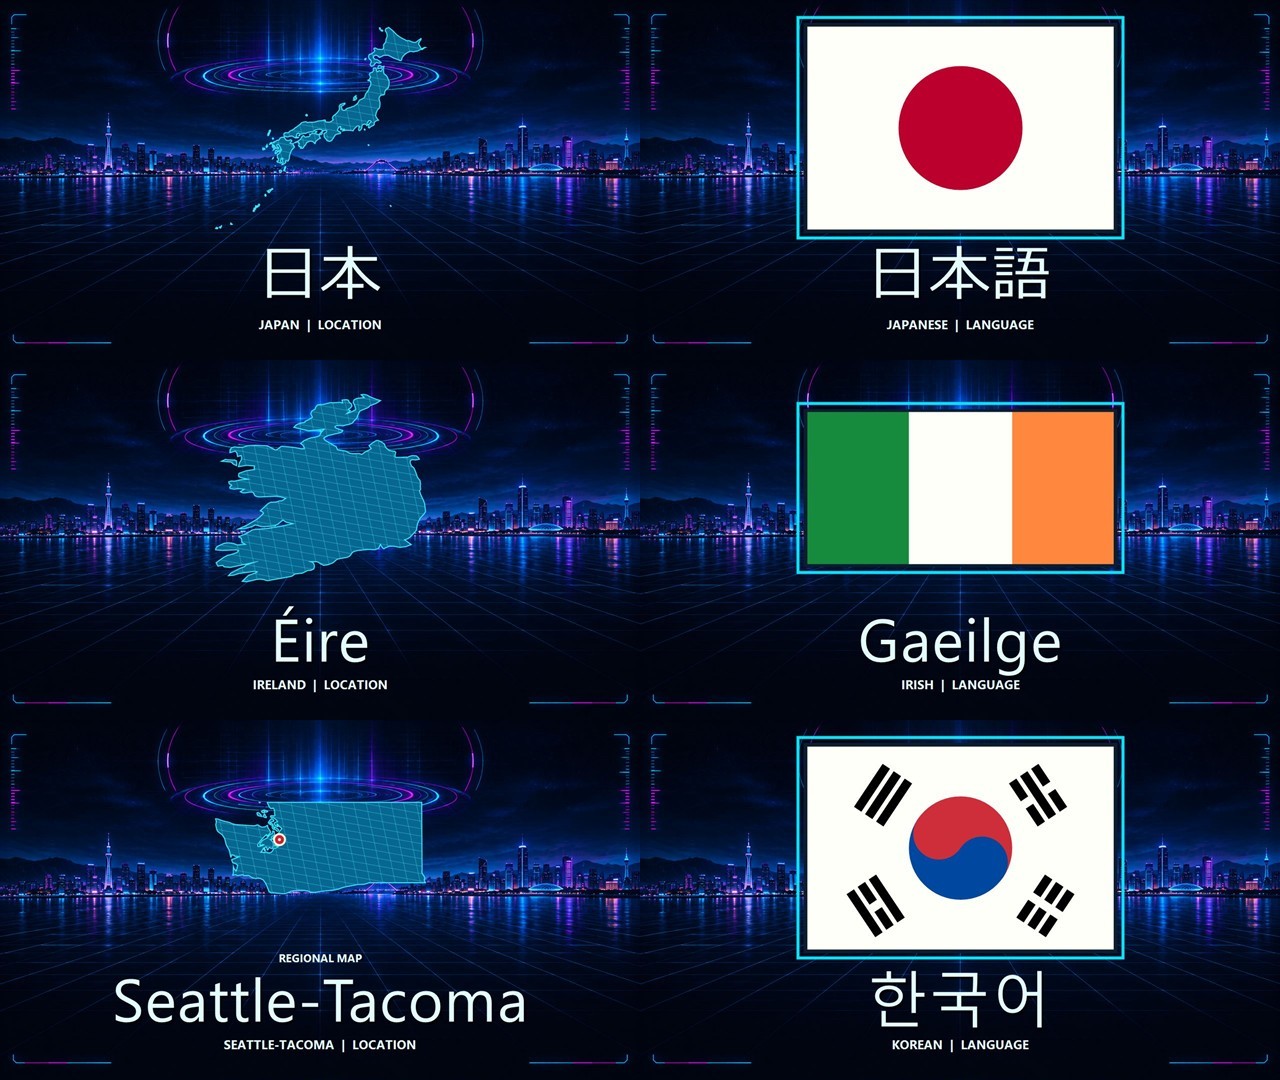 日本
JAPAN | LOCATION
日本語
JAPANESE | LANGUAGE
Éire
IRELAND | LOCATION
Gaeilge
IRISH | LANGUAGE
REGIONAL MAP
Seattle-Tacoma
SEATTLE-TACOMA | LOCATION
한국어
KOREAN | LANGUAGE